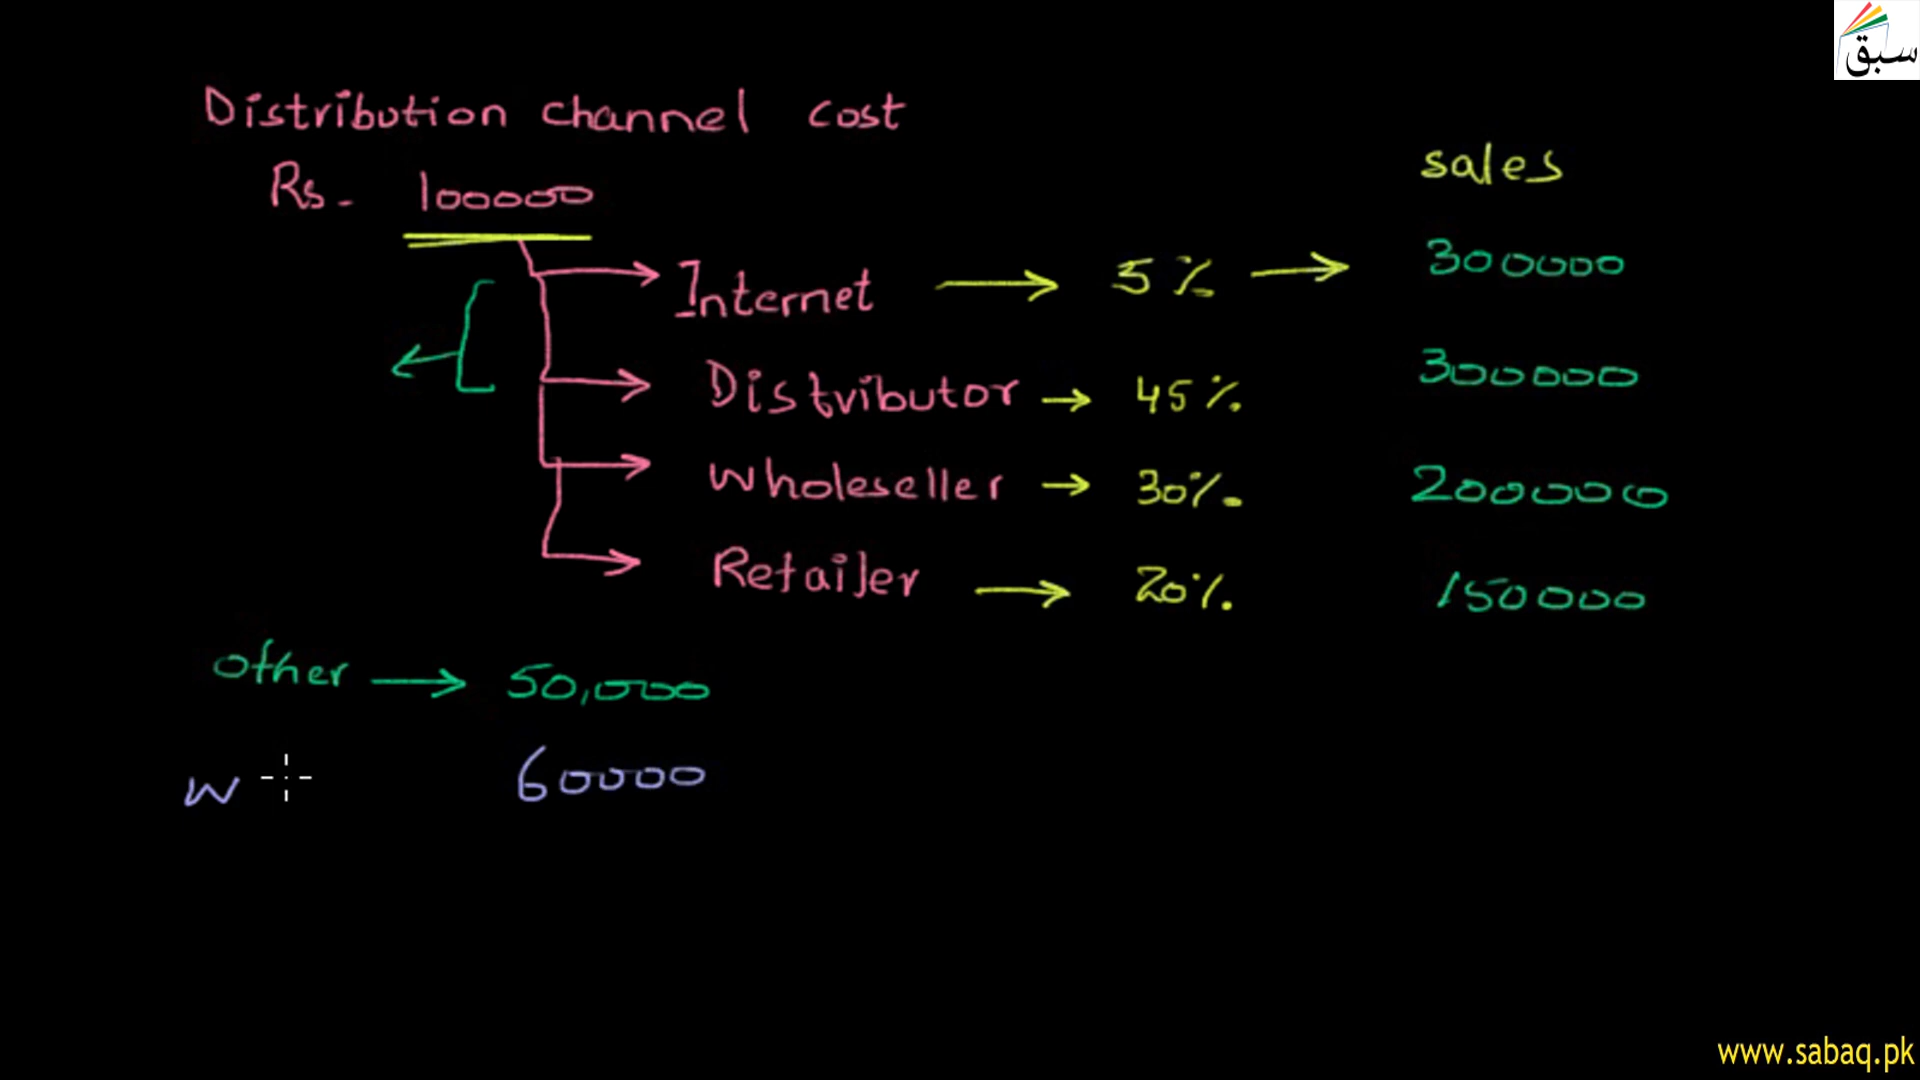 سبق
Distribution channel cost
Rs. 100000
sales
Internet → 5% → 300000
Distributor → 45% 300000
Wholeseller → 30% 200000
Retailer → 20% 150000
other → 50,000
w 60000
www.sabaq.pk